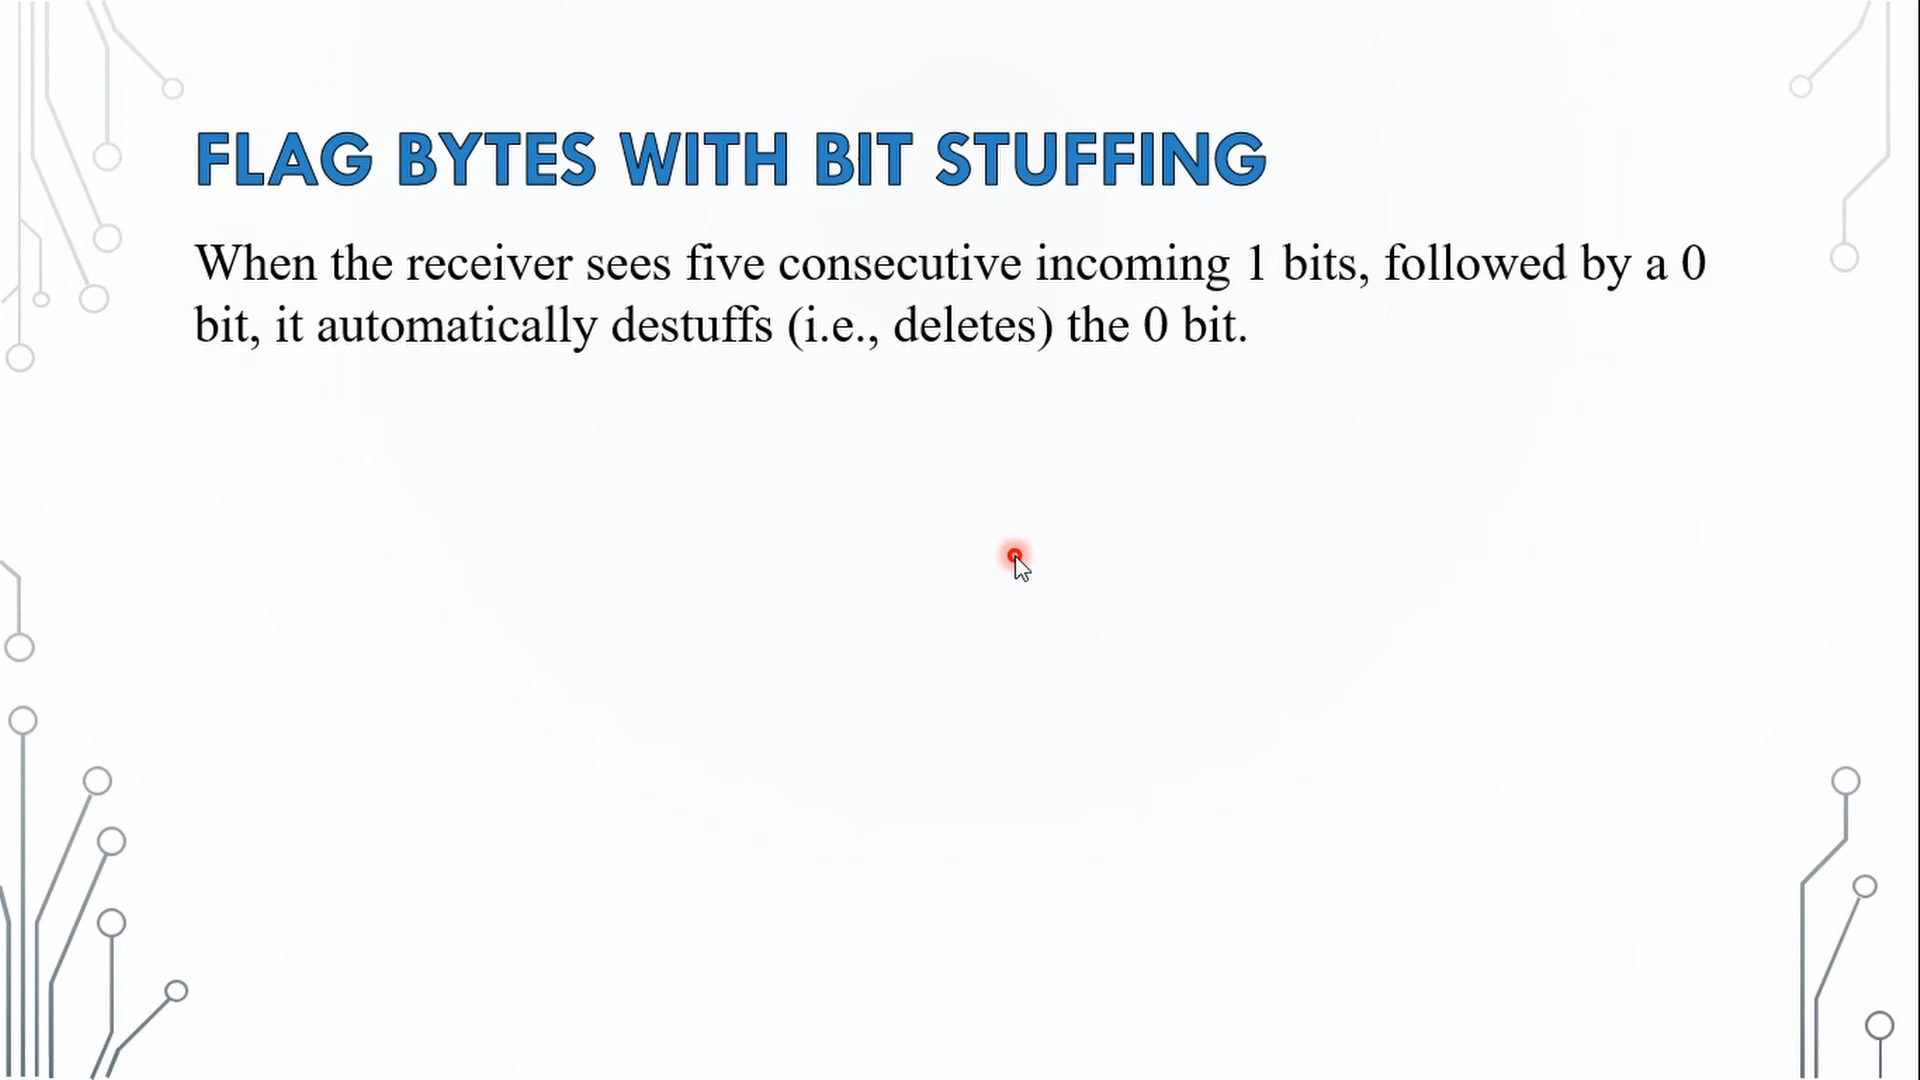 FLAG BYTES WITH BIT STUFFING
When the receiver sees five consecutive incoming 1 bits, followed by a 0
bit, it automatically destuffs (i.e., deletes) the 0 bit.